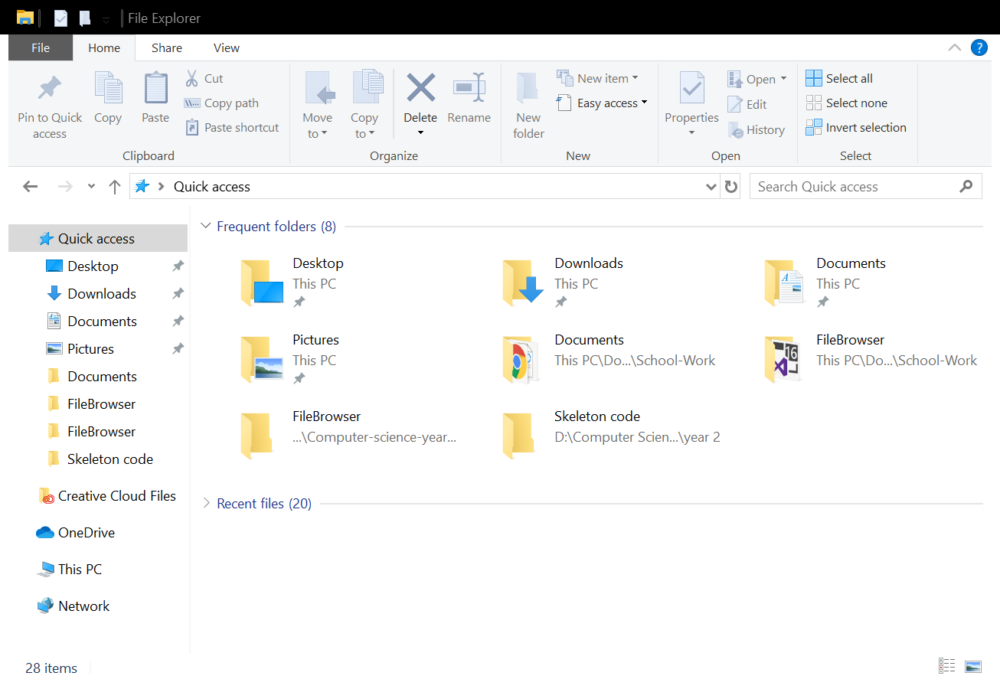 File Explorer
File Home Share View
?
Pin to Quick access
Copy
Paste
Cut
Copy path
Paste shortcut
Clipboard
Move to
Copy to
Delete
Rename
Organize
New folder
New item
Easy access
New
Properties
Open
Edit
History
Open
Select all
Select none
Invert selection
Select
Quick access
Search Quick access
Quick access
Desktop
Downloads
Documents
Pictures
Documents
FileBrowser
FileBrowser
Skeleton code
Creative Cloud Files
OneDrive
This PC
Network
Frequent folders (8)
Desktop
This PC
Downloads
This PC
Documents
This PC
Pictures
This PC
Documents
This PC\Do...\School-Work
16
FileBrowser
This PC\Do...\School-Work
FileBrowser
...\Computer-science-year...
Skeleton code
D:\Computer Scien...\year 2
Recent files (20)
28 items